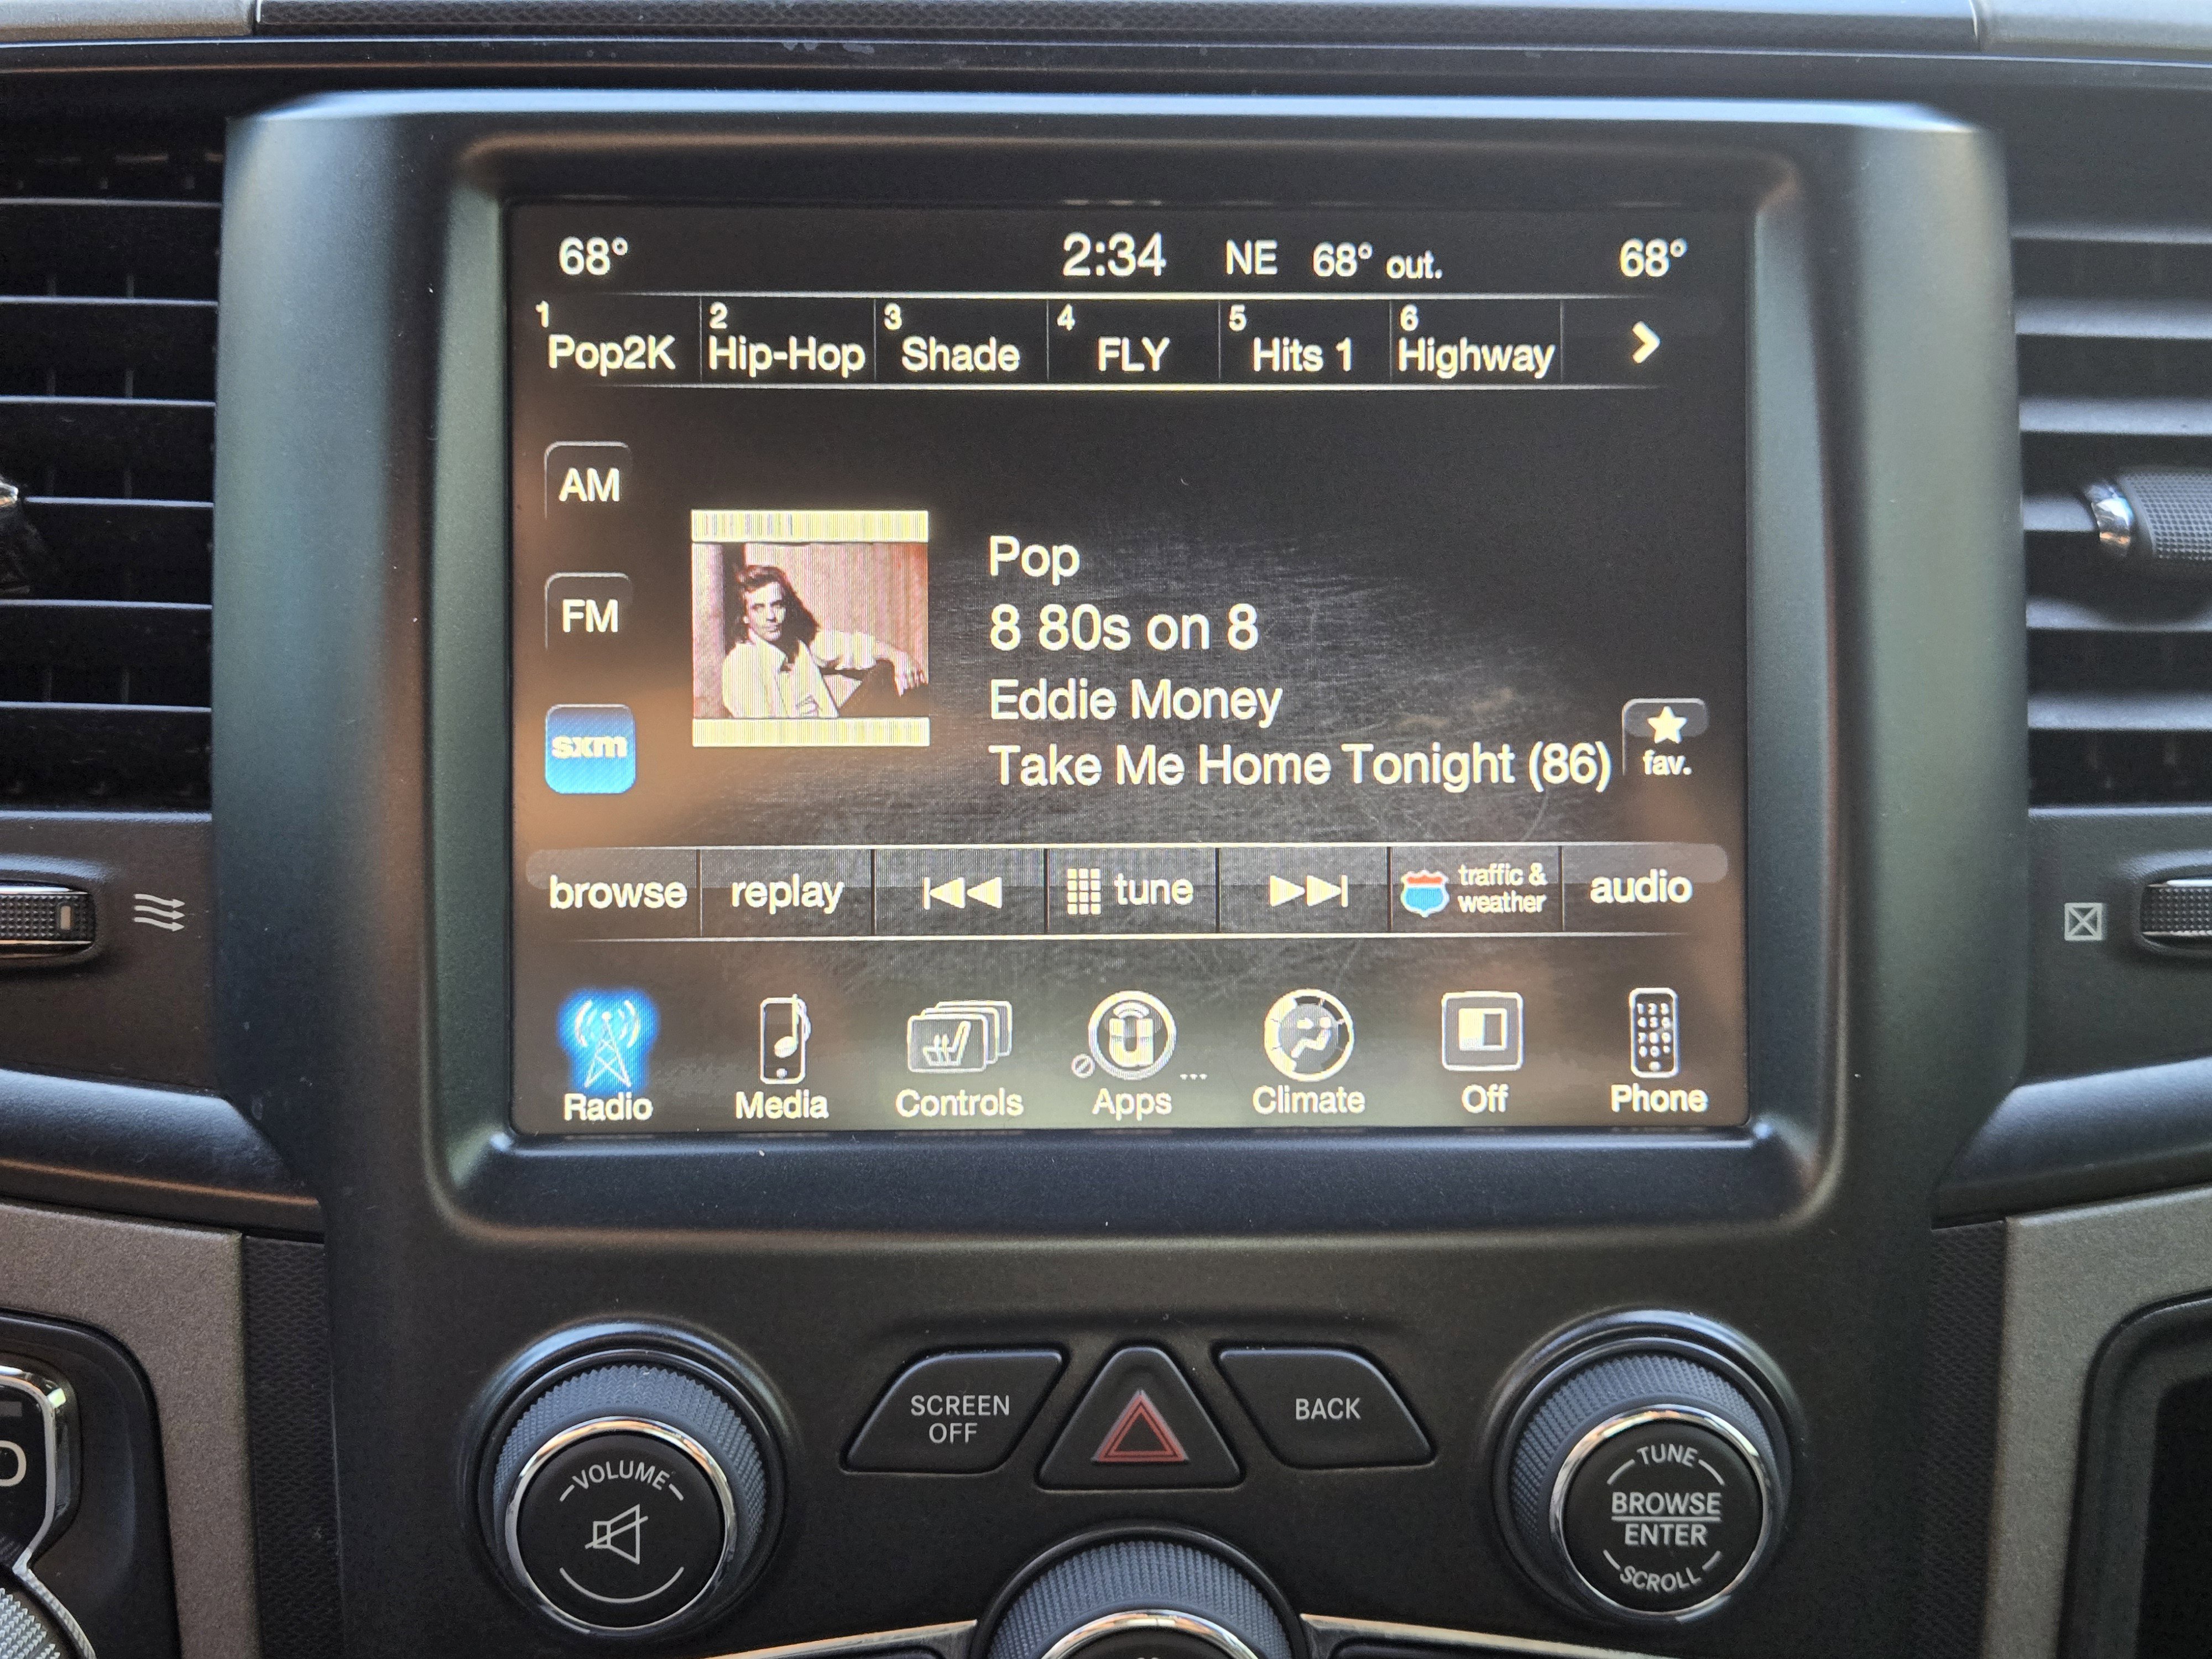 68° 2:34 NE 68° out. 68°
1 Pop2K 2 Hip-Hop 3 Shade 4 FLY 5 Hits 1 6 Highway
AM
FM
sxm
Pop
8 80s on 8
Eddie Money
Take Me Home Tonight (86)
fav.
browse replay tune traffic & weather audio
Radio Media Controls Apps ... Climate Off Phone
SCREEN
OFF
BACK
VOLUME
TUNE
BROWSE
ENTER
SCROLL